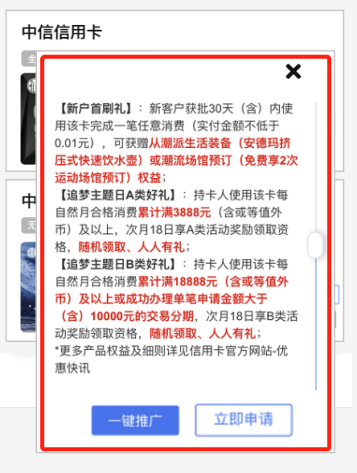 中信信用卡
【新户首刷礼】：新客户获批30天（含）内使
用该卡完成一笔任意消费（实付金额不低于
0.01元），可获赠从潮派生活装备（安德玛挤
压式快速饮水壶）或潮流场馆预订（免费享2次
运动场馆预订）权益；
【追梦主题日A类好礼】：持卡人使用该卡每
自然月合格消费累计满3888元（含或等值外
币）及以上，次月18日享A类活动奖励领取资
格，随机领取、人人有礼；
【追梦主题日B类好礼】：持卡人使用该卡每
自然月合格消费累计满18888元（含或等值外
币）及以上或成功办理单笔申请金额大于
（含）10000元的交易分期，次月18日享B类活
动奖励领取资格，随机领取、人人有礼；
*更多产品权益及细则详见信用卡官方网站-优
惠快讯
中
一键推广
立即申请